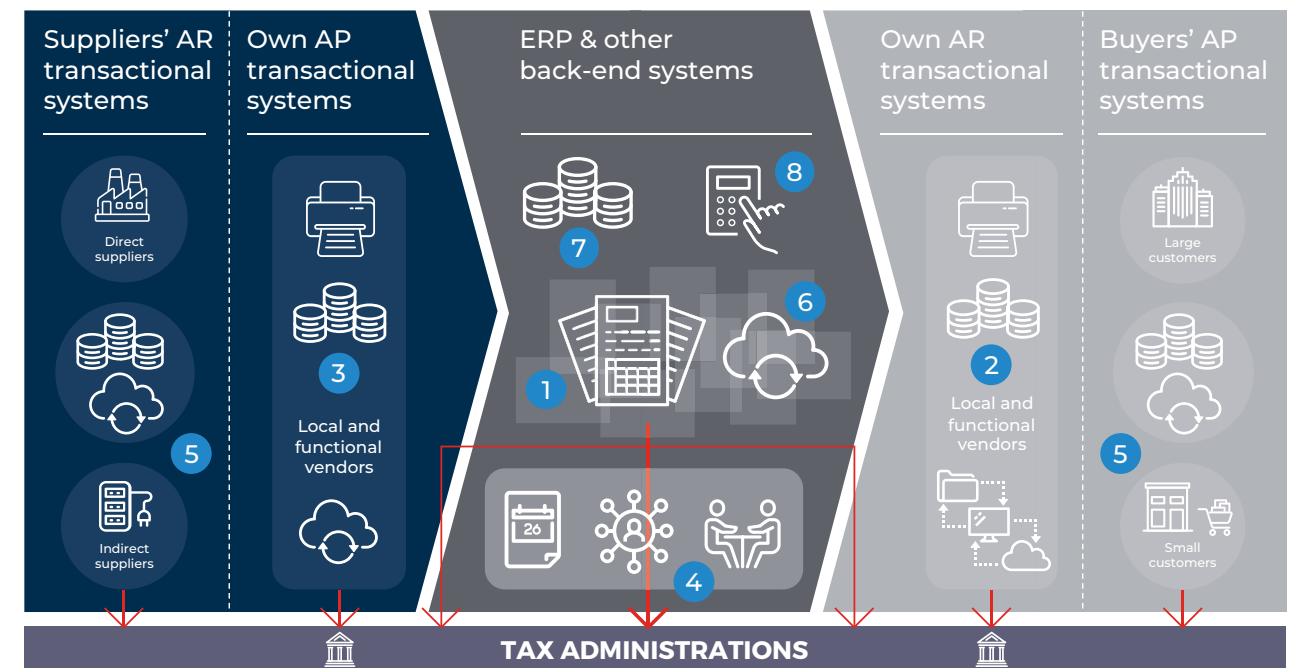 Suppliers’ AR
transactional
systems
Own AP
transactional
systems
ERP & other
back-end systems
Own AR
transactional
systems
Buyers’ AP
transactional
systems
Direct
suppliers
5
Indirect
suppliers
3
Local and
functional
vendors
7
8
1
6
26
4
2
Local and
functional
vendors
Large
customers
5
Small
customers
TAX ADMINISTRATIONS